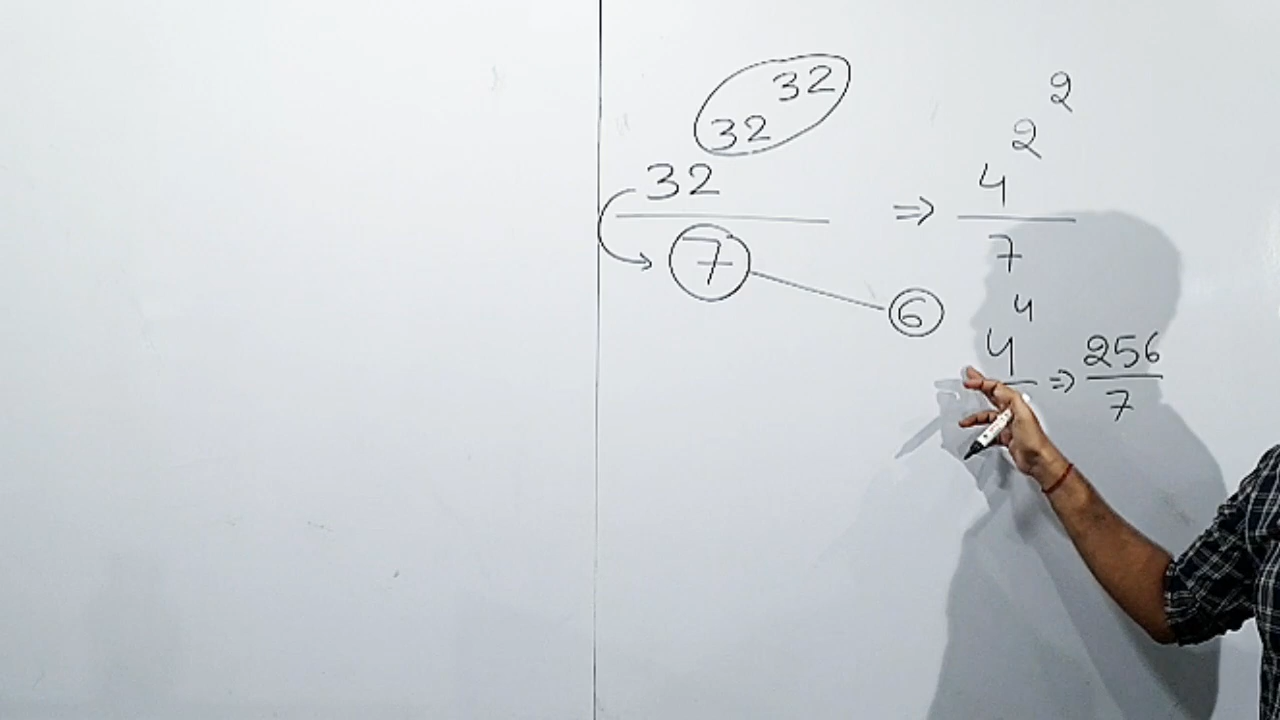 32^32^32 / 7 ⇒ 4^2^2 / 7
6
4^4 ⇒ 256 / 7